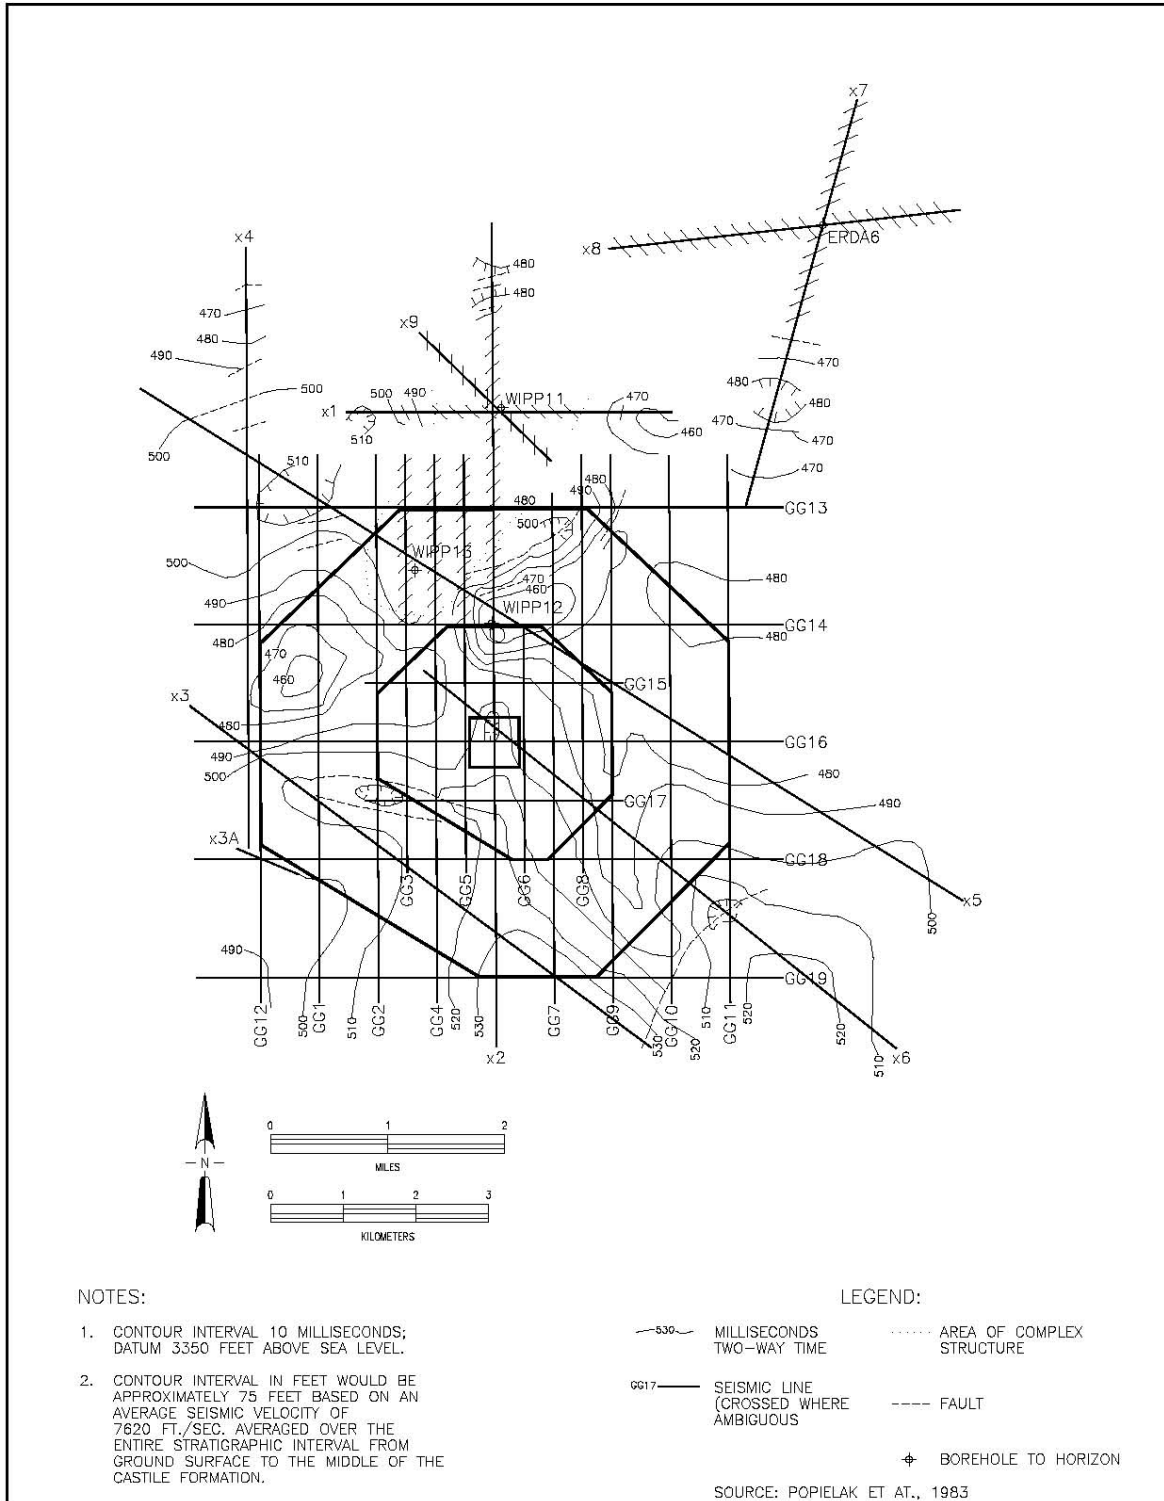 x7
x8
ERDA6
x4
480
480
470
480
490
x9
470
480
480
470
470
470
500
500
490
WIPP11
x1
510
470
460
500
510
480
490
480
500
GG13
WIPP13
500
470
460
480
490
WIPP12
480
GG14
480
470
460
GG15
x3
480
490
GG16
500
480
GG17
490
x3A
GG18
GG3
GG5
GG6
GG8
x5
500
490
GG19
GG12
500
GG1
510
GG2
GG4
520
530
GG7
GG9
GG10
510
GG11
520
520
x2
530
520
510
x6
0 1 2
MILES
N
0 1 2 3
KILOMETERS
NOTES:
1. CONTOUR INTERVAL 10 MILLISECONDS;
DATUM 3350 FEET ABOVE SEA LEVEL.
2. CONTOUR INTERVAL IN FEET WOULD BE
APPROXIMATELY 75 FEET BASED ON AN
AVERAGE SEISMIC VELOCITY OF
7620 FT./SEC. AVERAGED OVER THE
ENTIRE STRATIGRAPHIC INTERVAL FROM
GROUND SURFACE TO THE MIDDLE OF THE
CASTILE FORMATION.
LEGEND:
530 MILLISECONDS
TWO-WAY TIME
AREA OF COMPLEX
STRUCTURE
GG17 SEISMIC LINE
(CROSSED WHERE
AMBIGUOUS
FAULT
BOREHOLE TO HORIZON
SOURCE: POPIELAK ET AT., 1983